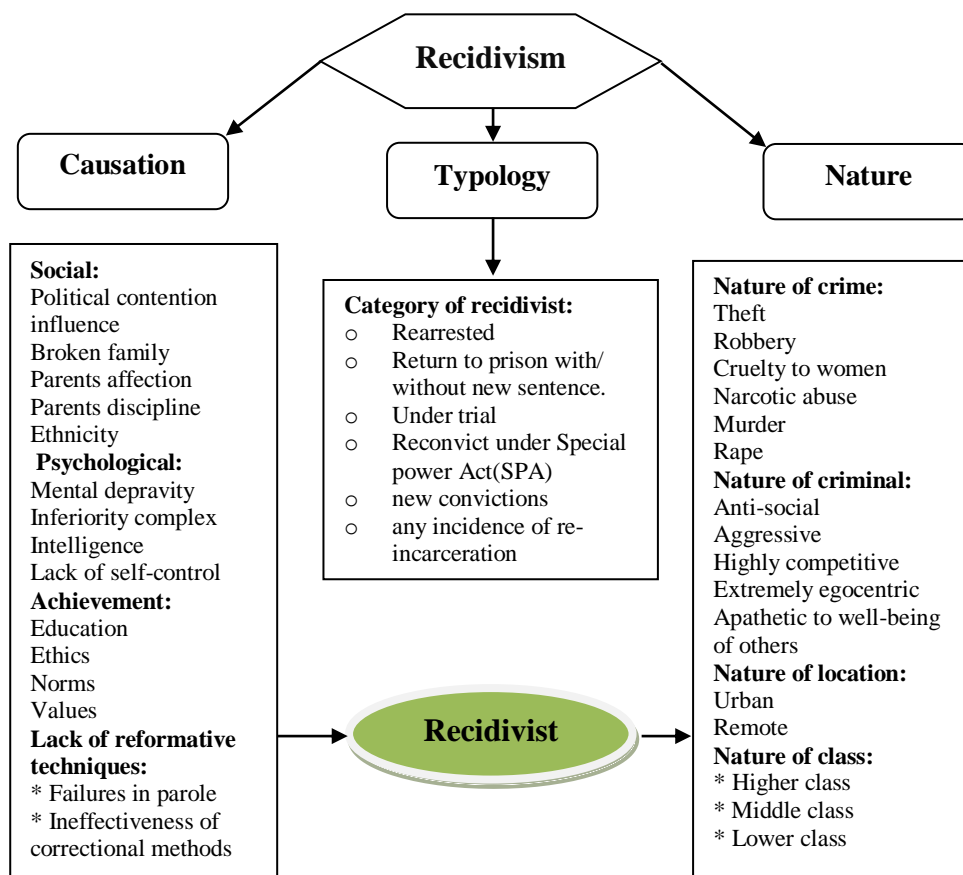 Recidivism
Causation
Typology
Nature
Social:
Political contention
influence
Broken family
Parents affection
Parents discipline
Ethnicity
Psychological:
Mental depravity
Inferiority complex
Intelligence
Lack of self-control
Achievement:
Education
Ethics
Norms
Values
Lack of reformative
techniques:
* Failures in parole
* Ineffectiveness of
correctional methods
Category of recidivist:
o Rearrested
o Return to prison with/
without new sentence.
o Under trial
o Reconvict under Special
power Act(SPA)
o new convictions
o any incidence of re-
incarceration
Recidivist
Nature of crime:
Theft
Robbery
Cruelty to women
Narcotic abuse
Murder
Rape
Nature of criminal:
Anti-social
Aggressive
Highly competitive
Extremely egocentric
Apathetic to well-being
of others
Nature of location:
Urban
Remote
Nature of class:
* Higher class
* Middle class
* Lower class